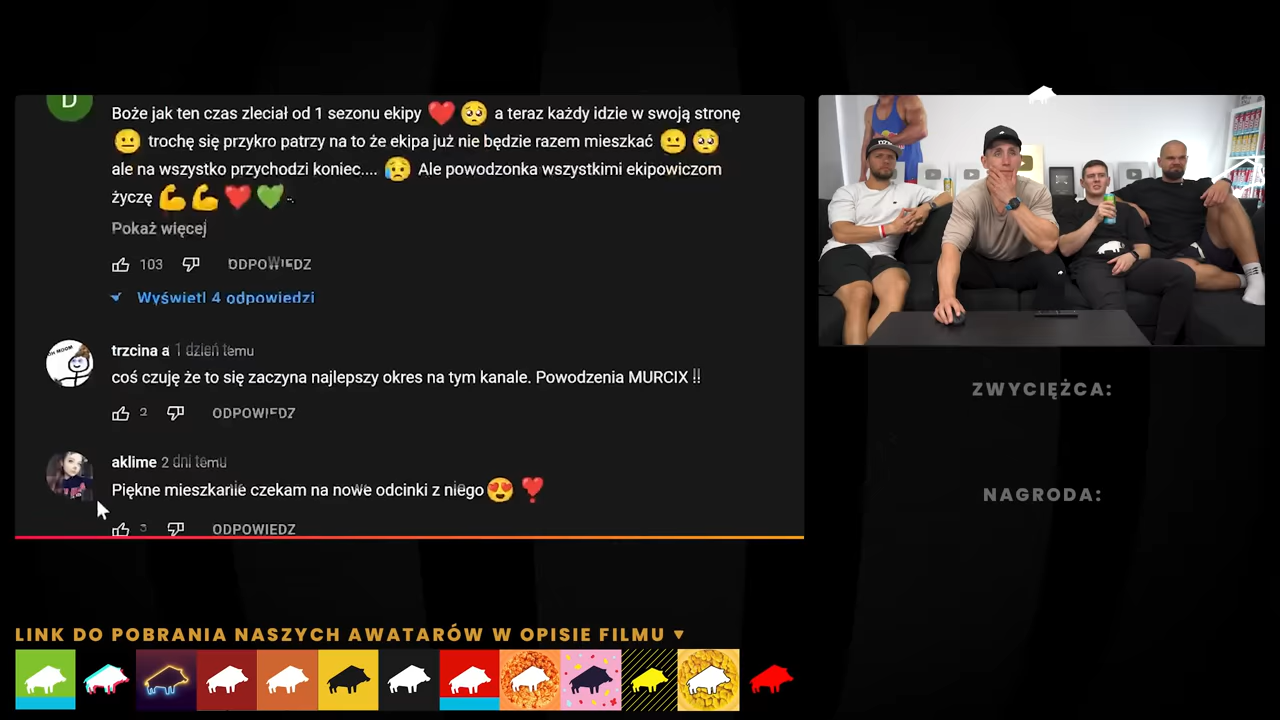 D
Boże jak ten czas zleciał od 1 sezonu ekipy ❤️ 🥺 a teraz każdy idzie w swoją stronę
😐 trochę się przykro patrzy na to że ekipa już nie będzie razem mieszkać 😐 🥺
ale na wszystko przychodzi koniec.... 😥 Ale powodzonka wszystkimi ekipowiczom
życzę 💪💪❤️💚
Pokaż więcej
103 ODPOWIEDZ
Wyświetl 4 odpowiedzi
trzcina a 1 dzień temu
coś czuję że to się zaczyna najlepszy okres na tym kanale. Powodzenia MURCIX !!
2 ODPOWIEDZ
aklime 2 dni temu
Piękne mieszkanie czekam na nowe odcinki z niego 😍 ❣️
3 ODPOWIEDZ
ZWYCIĘŻCA:
NAGRODA:
LINK DO POBRANIA NASZYCH AWATARÓW W OPISIE FILMU ▼